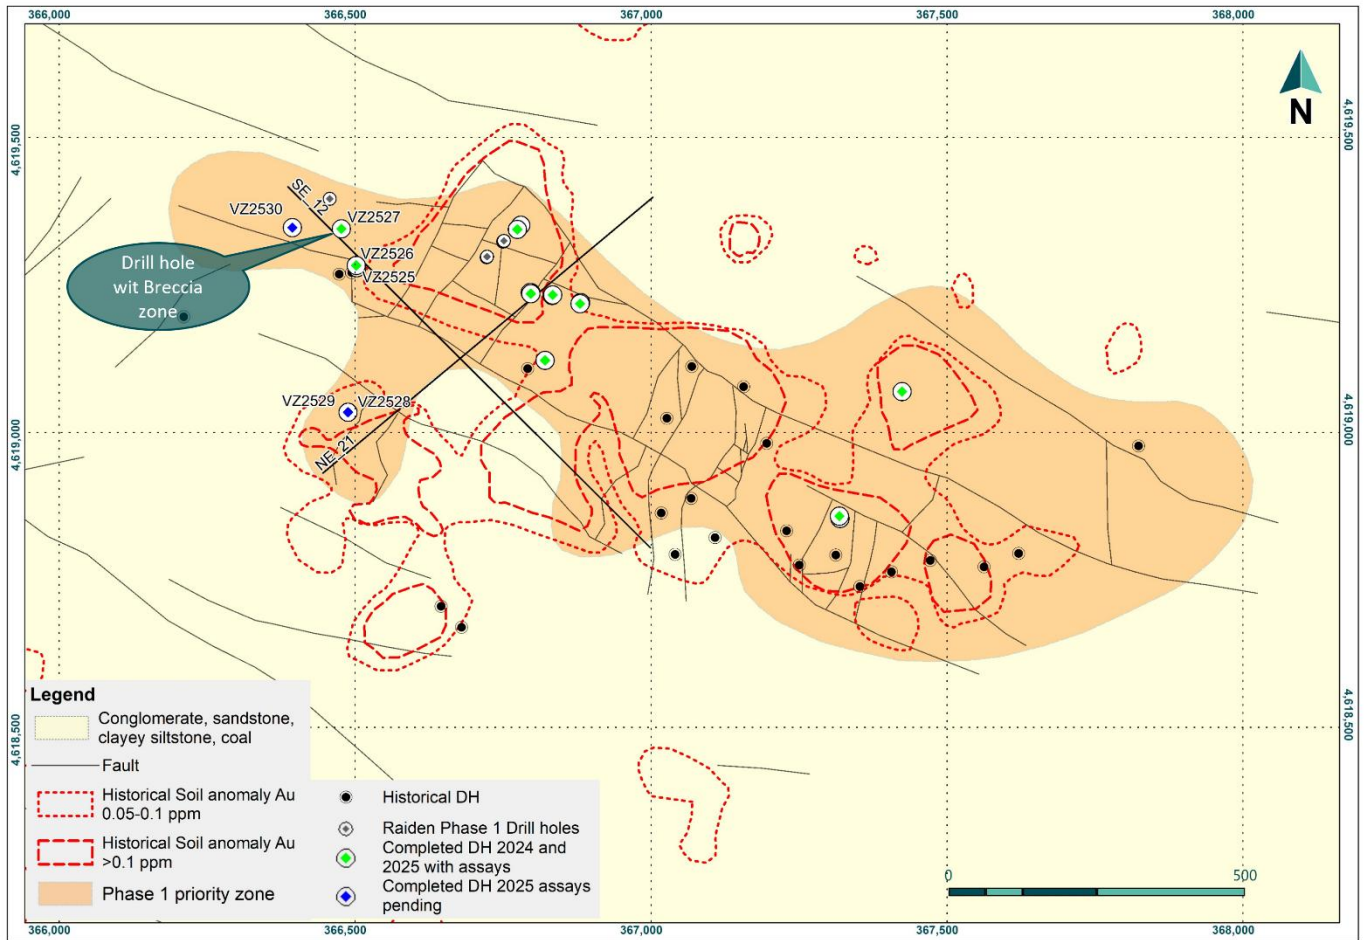 366,000
366,500
367,000
367,500
368,000
N
4,619,500
4,619,500
SE_12
VZ2530
VZ2527
VZ2526
VZ2525
Drill hole
wit Breccia
zone
VZ2529
VZ2528
4,619,000
4,619,000
NE_21
4,618,500
4,618,500
Legend
Conglomerate, sandstone,
clayey siltstone, coal
Fault
Historical Soil anomaly Au
0.05-0.1 ppm
Historical Soil anomaly Au
>0.1 ppm
Phase 1 priority zone
Historical DH
Raiden Phase 1 Drill holes
Completed DH 2024 and
2025 with assays
Completed DH 2025 assays
pending
0
500
366,000
366,500
367,000
367,500
368,000